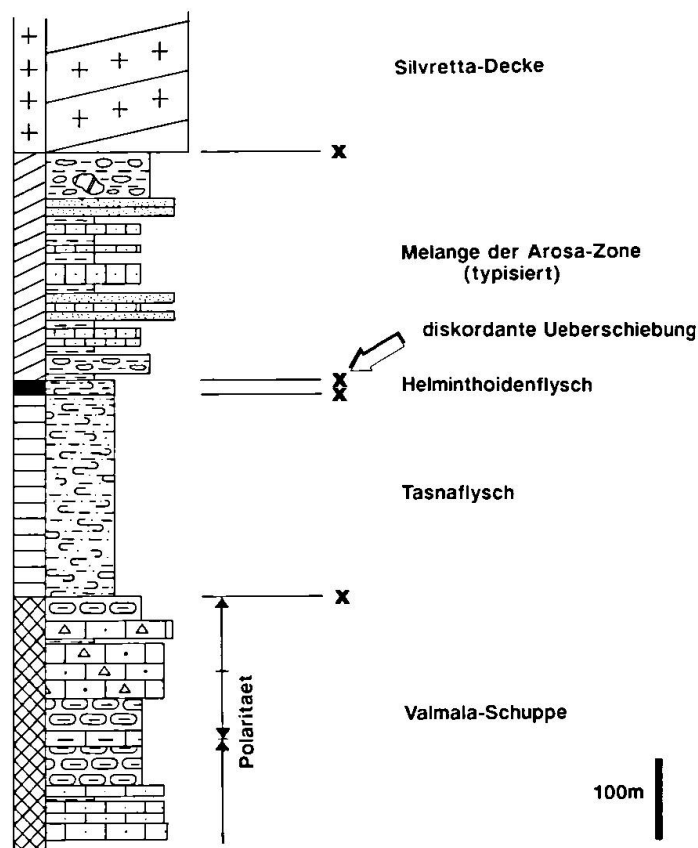 Silvretta-Decke
x
Melange der Arosa-Zone
(typisiert)
diskordante Ueberschiebung
x
Helminthoidenflysch
x
Tasnaflysch
x
Polaritaet
Valmala-Schuppe
100m